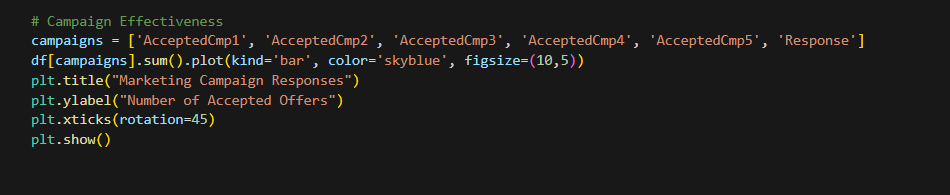 # Campaign Effectiveness
campaigns = ['AcceptedCmp1', 'AcceptedCmp2', 'AcceptedCmp3', 'AcceptedCmp4', 'AcceptedCmp5', 'Response']
df[campaigns].sum().plot(kind='bar', color='skyblue', figsize=(10,5))
plt.title("Marketing Campaign Responses")
plt.ylabel("Number of Accepted Offers")
plt.xticks(rotation=45)
plt.show()